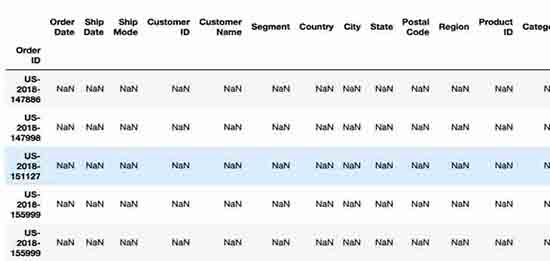 Order Date Ship Date Ship Mode Customer ID Customer Name Segment Country City State Postal Code Region Product ID
Order ID
US-2018-147886 NaN NaN NaN NaN NaN NaN NaN NaN NaN NaN NaN NaN
US-2018-147998 NaN NaN NaN NaN NaN NaN NaN NaN NaN NaN NaN NaN
US-2018-151127 NaN NaN NaN NaN NaN NaN NaN NaN NaN NaN NaN NaN
US-2018-155999 NaN NaN NaN NaN NaN NaN NaN NaN NaN NaN NaN NaN
US-2018-155999 NaN NaN NaN NaN NaN NaN NaN NaN NaN NaN NaN NaN